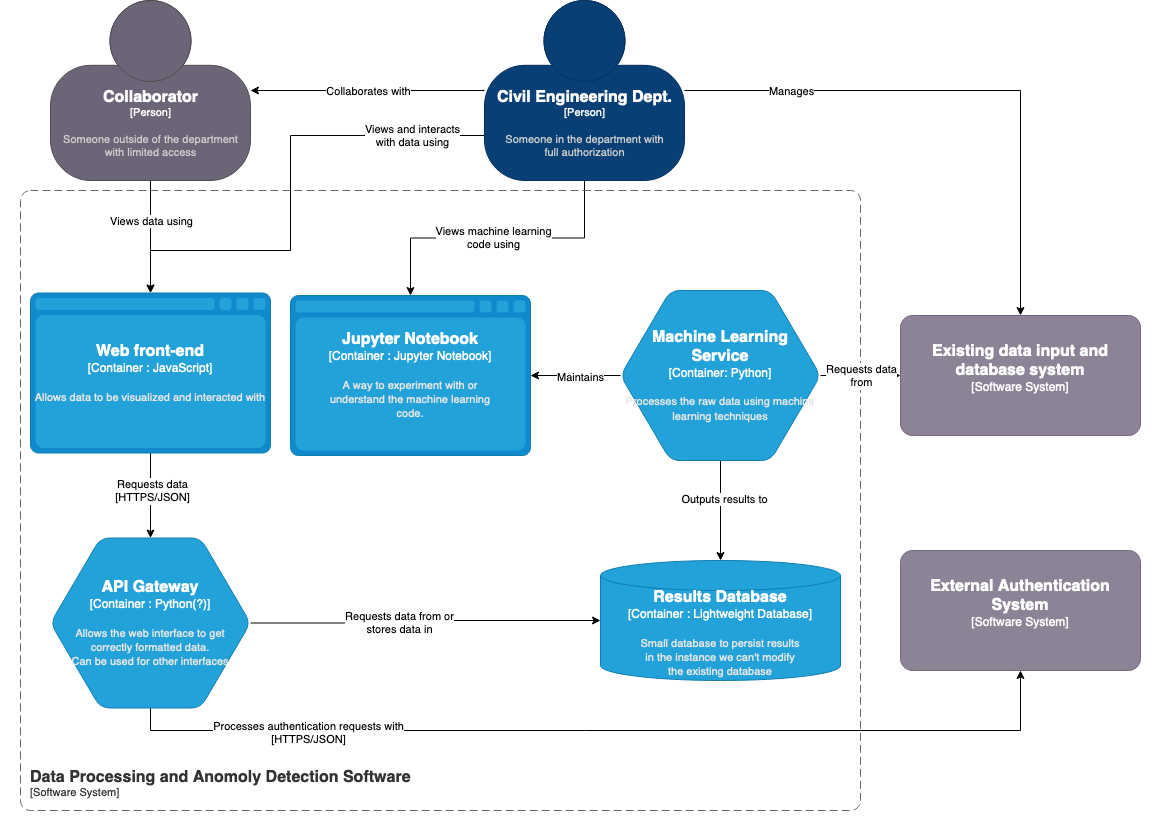 Collaborator
[Person]
Someone outside of the department
with limited access
Civil Engineering Dept.
[Person]
Someone in the department with
full authorization
Collaborates with
Manages
Views and interacts
with data using
Views data using
Views machine learning
code using
Web front-end
[Container : JavaScript]
Allows data to be visualized and interacted with
Jupyter Notebook
[Container : Jupyter Notebook]
A way to experiment with or
understand the machine learning
code.
Maintains
Machine Learning
Service
[Container: Python]
Processes the raw data using machine
learning techniques
Requests data
from
Existing data input and
database system
[Software System]
Requests data
[HTTPS/JSON]
Outputs results to
API Gateway
[Container : Python(?)]
Allows the web interface to get
correctly formatted data.
Can be used for other interfaces
Requests data from or
stores data in
Results Database
[Container : Lightweight Database]
Small database to persist results
in the instance we can't modify
the existing database
External Authentication
System
[Software System]
Processes authentication requests with
[HTTPS/JSON]
Data Processing and Anomoly Detection Software
[Software System]